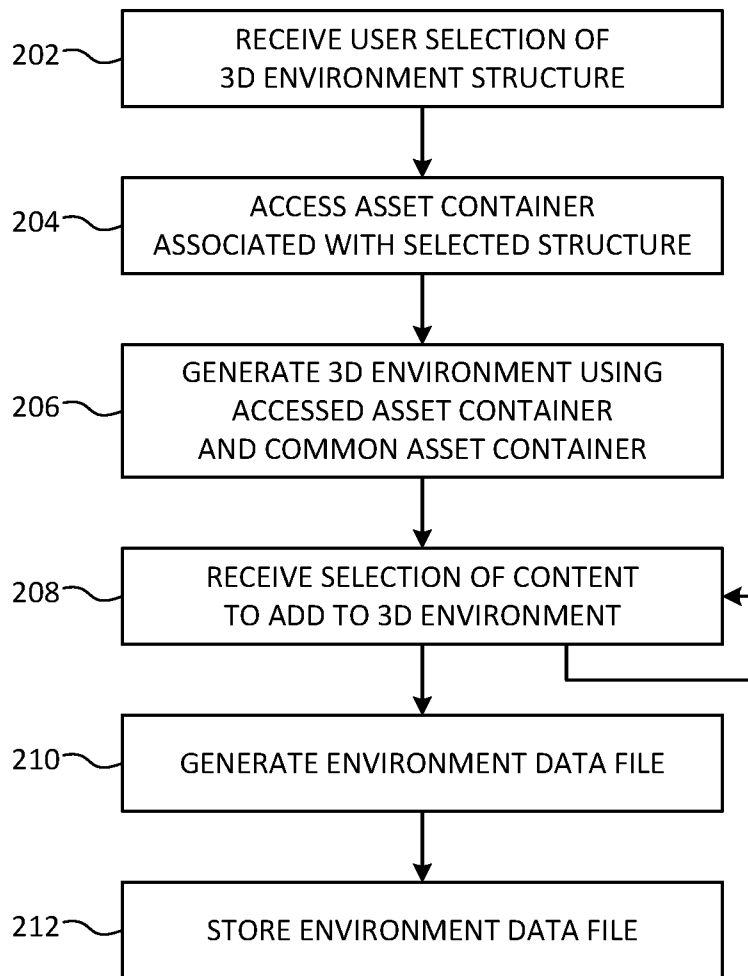 202
RECEIVE USER SELECTION OF
3D ENVIRONMENT STRUCTURE
204
ACCESS ASSET CONTAINER
ASSOCIATED WITH SELECTED STRUCTURE
206
GENERATE 3D ENVIRONMENT USING
ACCESSED ASSET CONTAINER
AND COMMON ASSET CONTAINER
208
RECEIVE SELECTION OF CONTENT
TO ADD TO 3D ENVIRONMENT
210
GENERATE ENVIRONMENT DATA FILE
212
STORE ENVIRONMENT DATA FILE